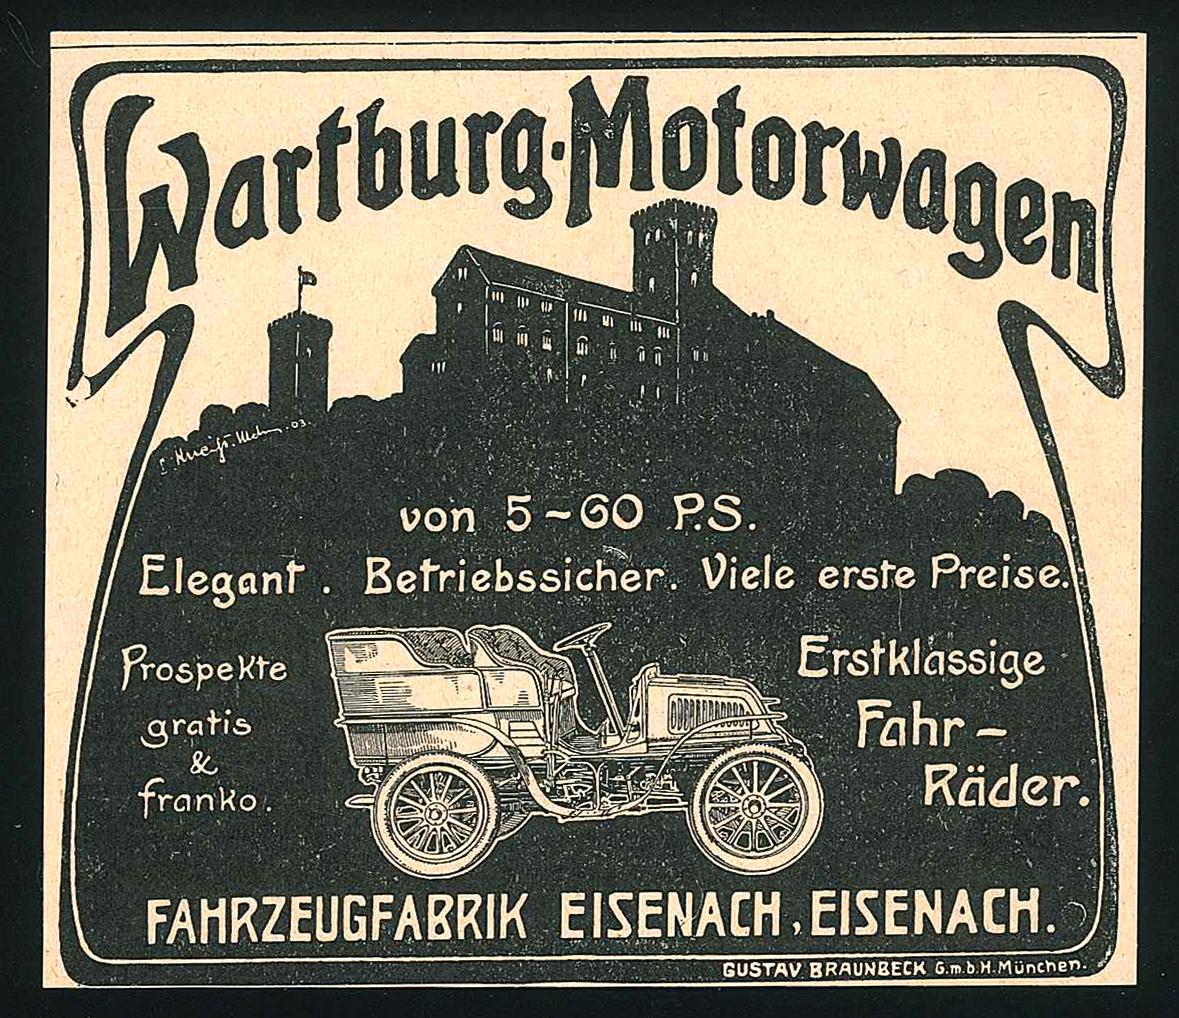 Wartburg-Motorwagen
von 5-60 P.S.
Elegant. Betriebssicher. Viele erste Preise.
Prospekte
gratis
&
franko.
Erstklassige
Fahr-
Räder.
FAHRZEUGFABRIK EISENACH, EISENACH.
GUSTAV BRAUNBECK G.m.b.H. München.